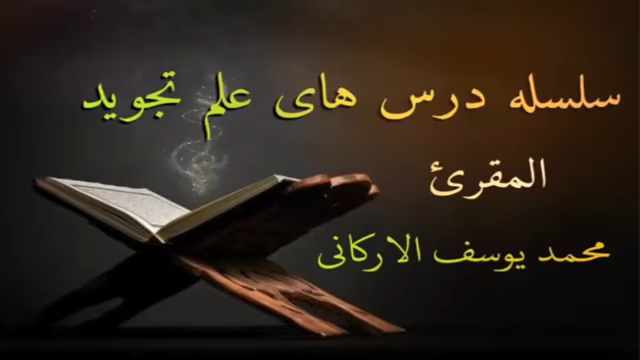 سلسله درس های علم تجوید
المقرئ
محمد یوسف الارکانی